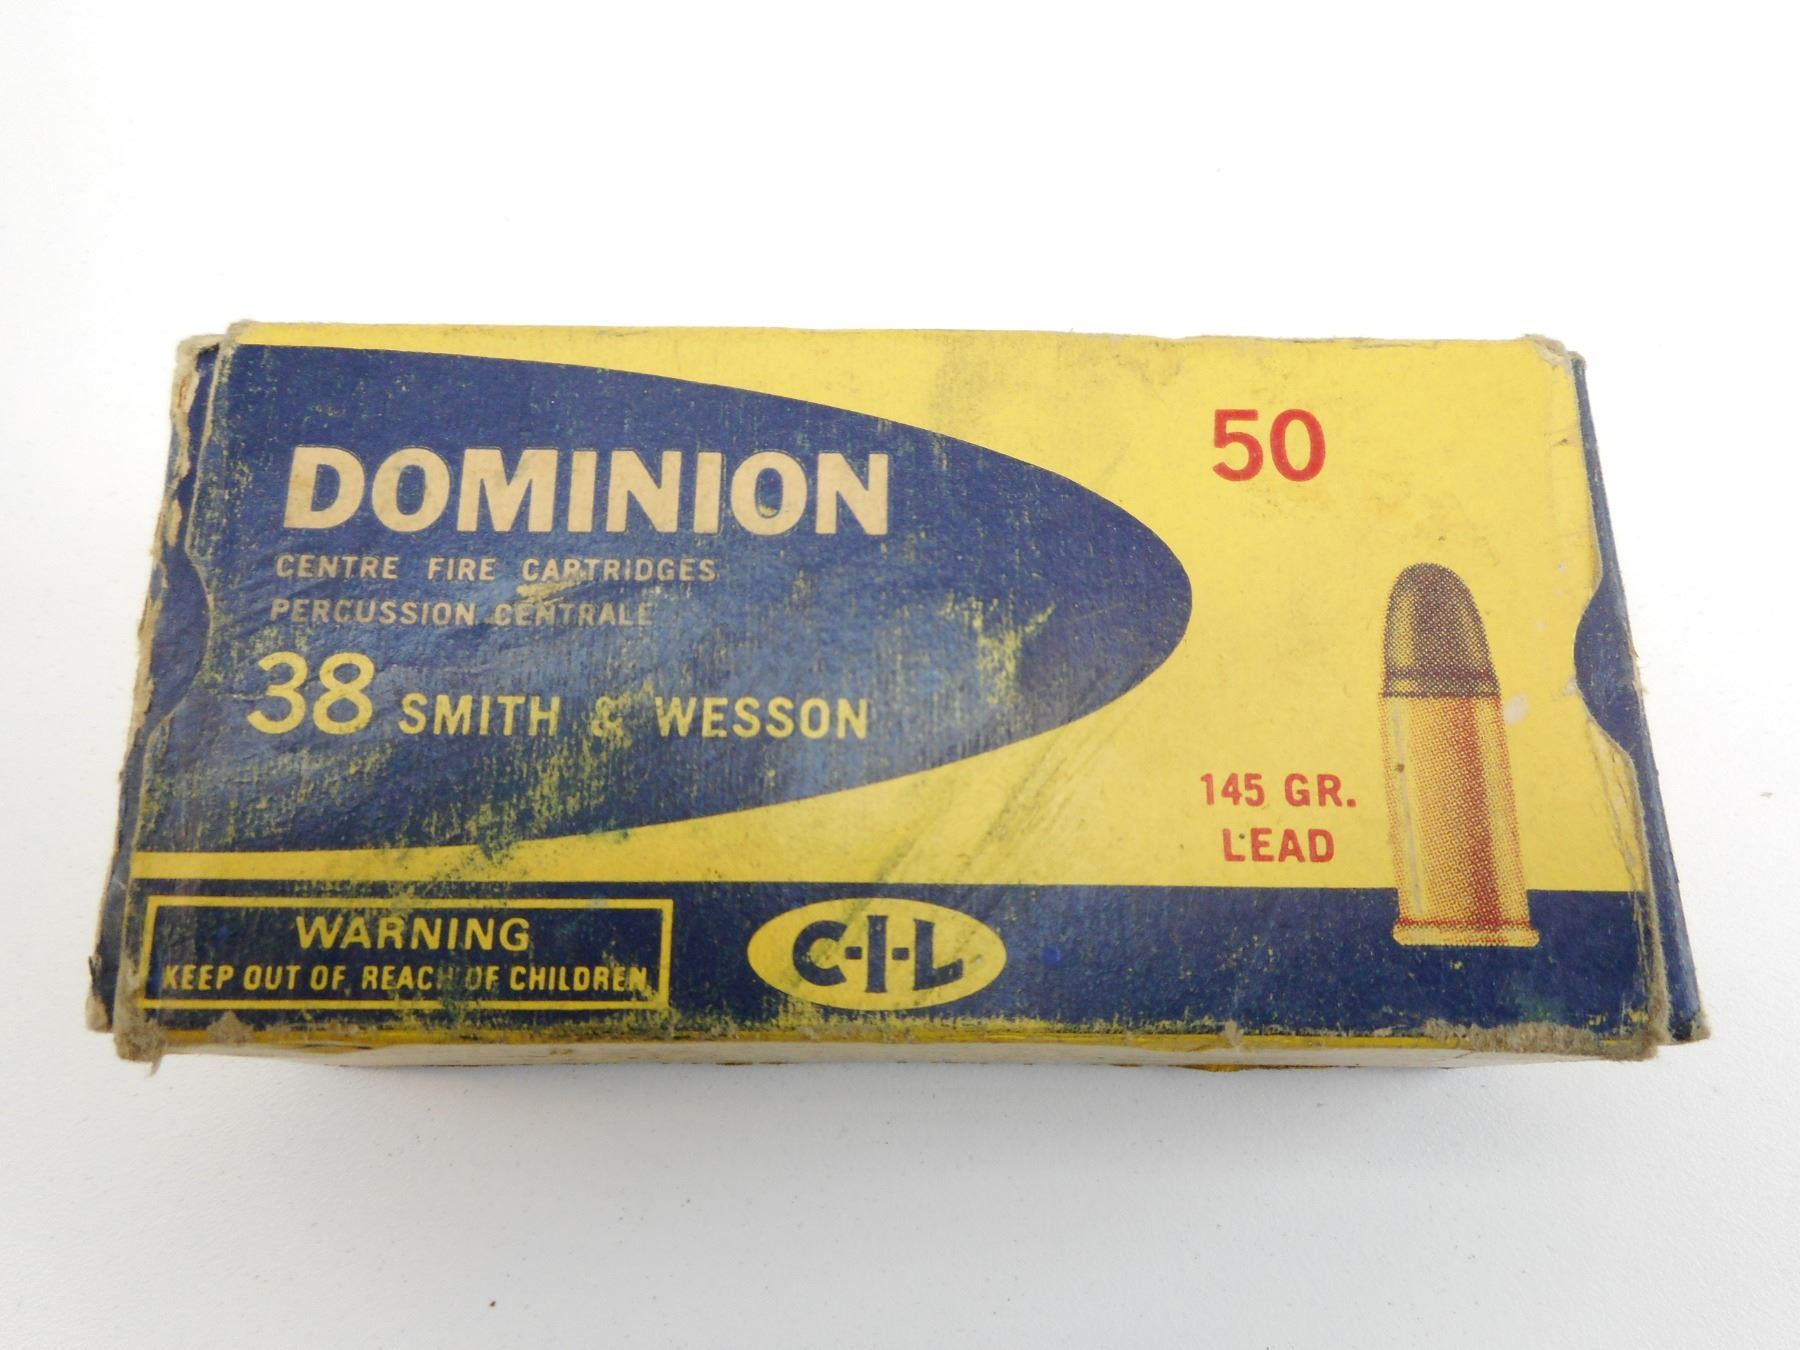 DOMINION
CENTRE FIRE CARTRIDGES
PERCUSSION CENTRALE
38 SMITH & WESSON
50
145 GR.
LEAD
WARNING
KEEP OUT OF REACH OF CHILDREN
C-I-L